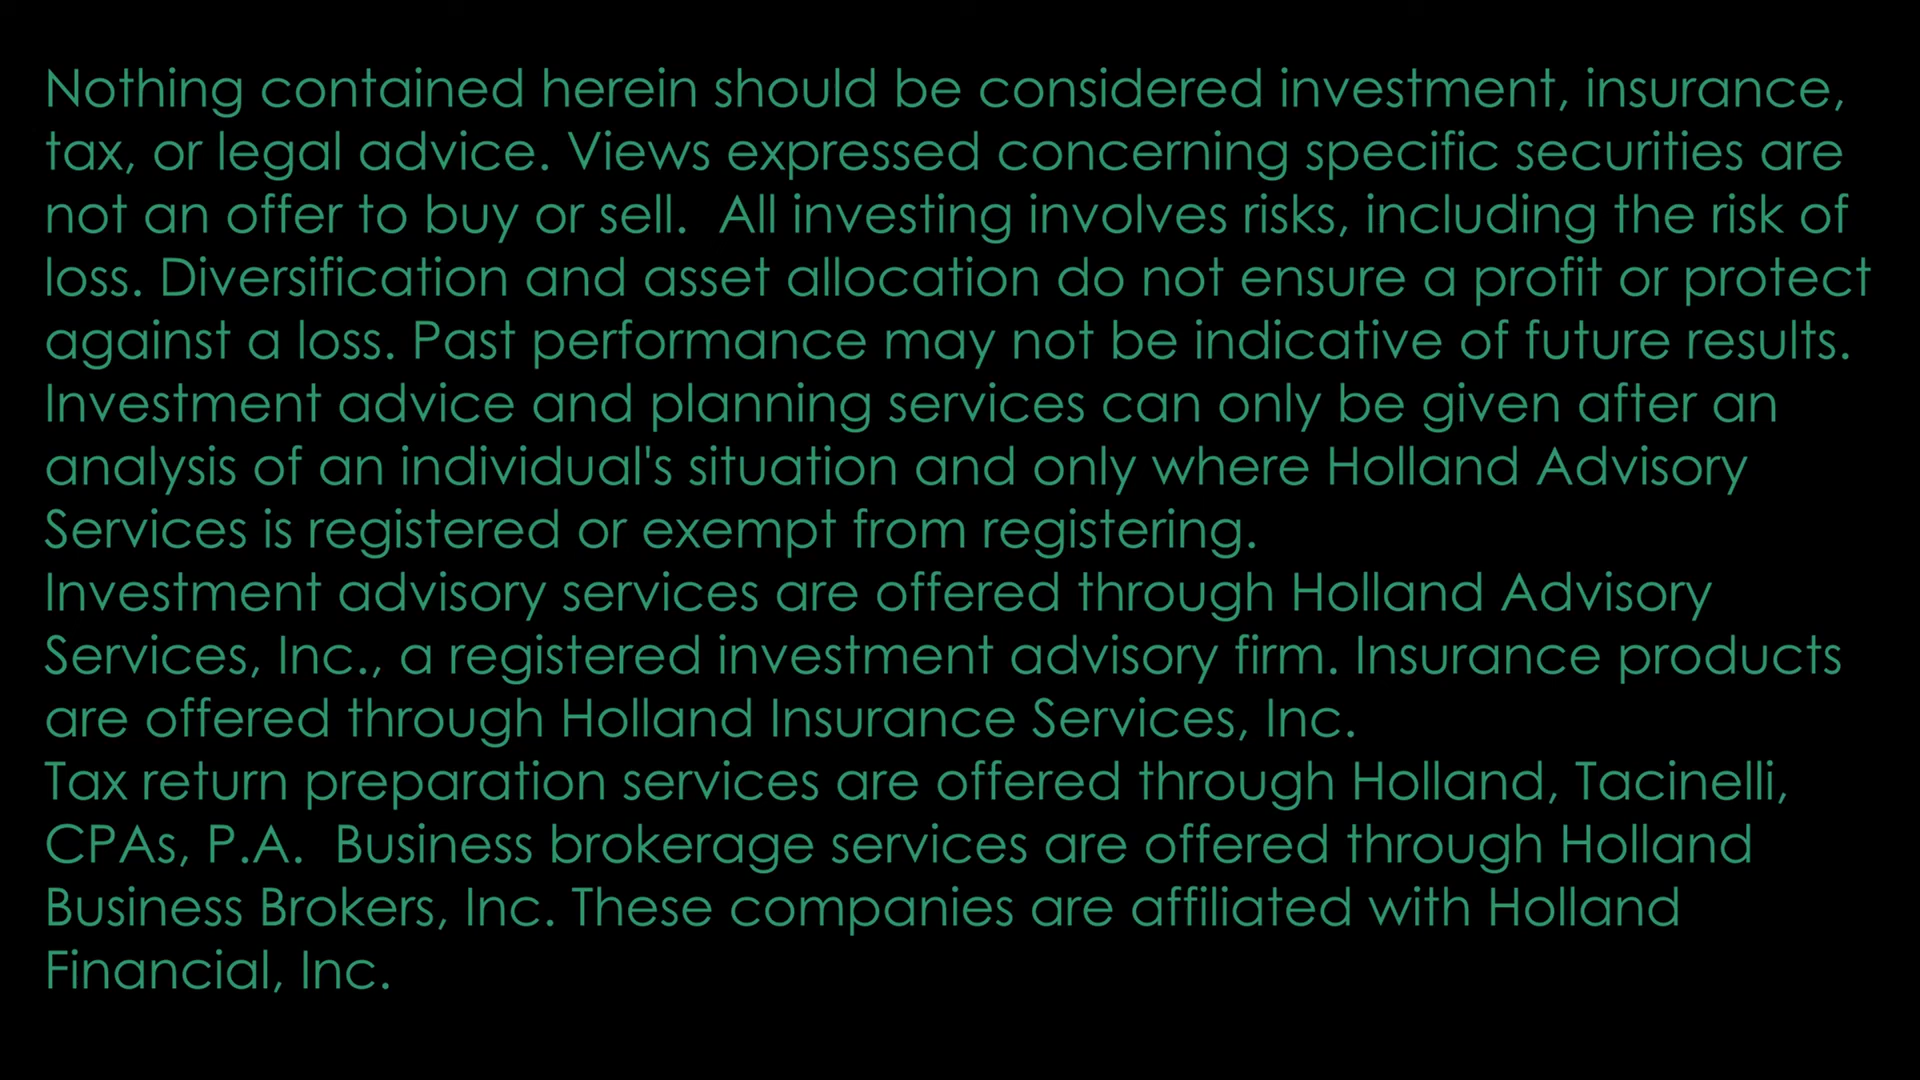 Nothing contained herein should be considered investment, insurance,
tax, or legal advice. Views expressed concerning specific securities are
not an offer to buy or sell.  All investing involves risks, including the risk of
loss. Diversification and asset allocation do not ensure a profit or protect
against a loss. Past performance may not be indicative of future results.
Investment advice and planning services can only be given after an
analysis of an individual's situation and only where Holland Advisory
Services is registered or exempt from registering.
Investment advisory services are offered through Holland Advisory
Services, Inc., a registered investment advisory firm. Insurance products
are offered through Holland Insurance Services, Inc.
Tax return preparation services are offered through Holland, Tacinelli,
CPAs, P.A.  Business brokerage services are offered through Holland
Business Brokers, Inc. These companies are affiliated with Holland
Financial, Inc.